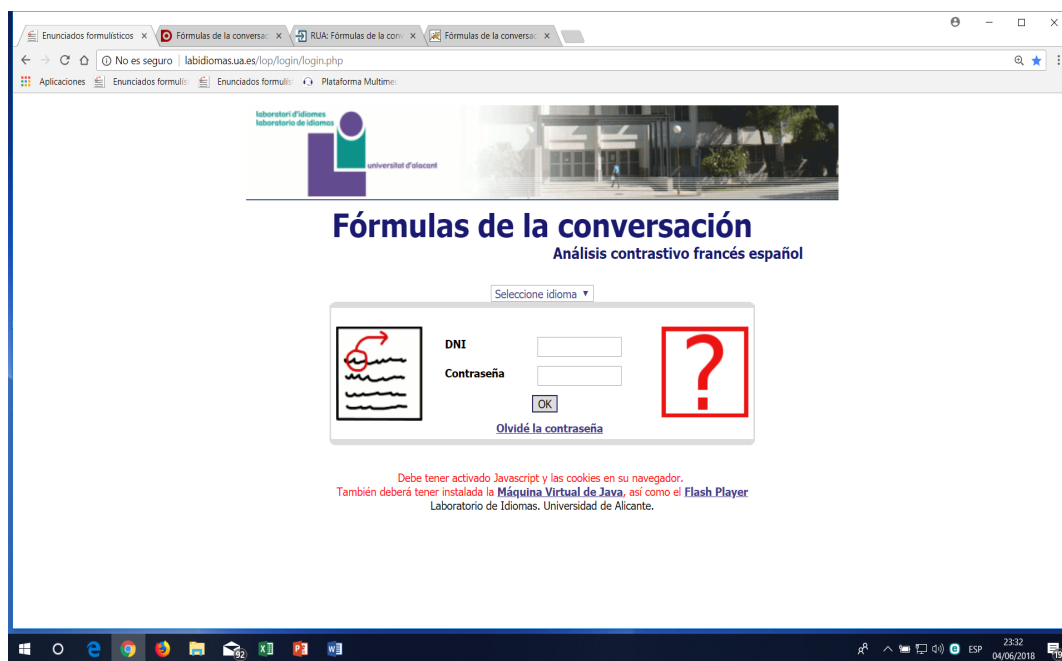 Enunciados formulísticos
Fórmulas de la conversac
RUA: Fórmulas de la conv
Fórmulas de la conversac
No es seguro | labidiomas.ua.es/lop/login/login.php
Aplicaciones
Enunciados formulís
Enunciados formulís
Plataforma Multimed
laboratori d'idiomes
laboratorio de idiomas
universitat d'alacant
Fórmulas de la conversación
Análisis contrastivo francés español
Seleccione idioma
DNI
?
Contraseña
OK
Olvidé la contraseña
Debe tener activado Javascript y las cookies en su navegador.
También deberá tener instalada la Máquina Virtual de Java, así como el Flash Player
Laboratorio de Idiomas. Universidad de Alicante.
92
ESP
23:32
04/06/2018
19